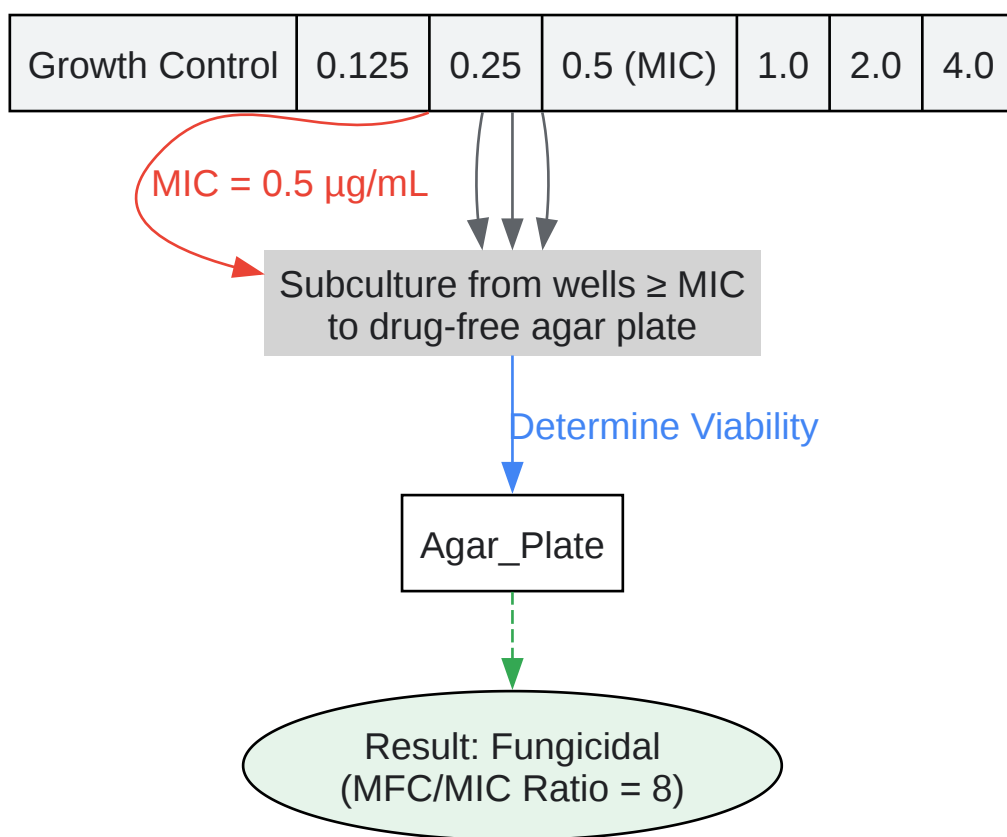 Growth Control 0.125 0.25 0.5 (MIC) 1.0 2.0 4.0
MIC = 0.5 µg/mL
Subculture from wells ≥ MIC
to drug-free agar plate
Determine Viability
Agar_Plate
Result: Fungicidal
(MFC/MIC Ratio = 8)